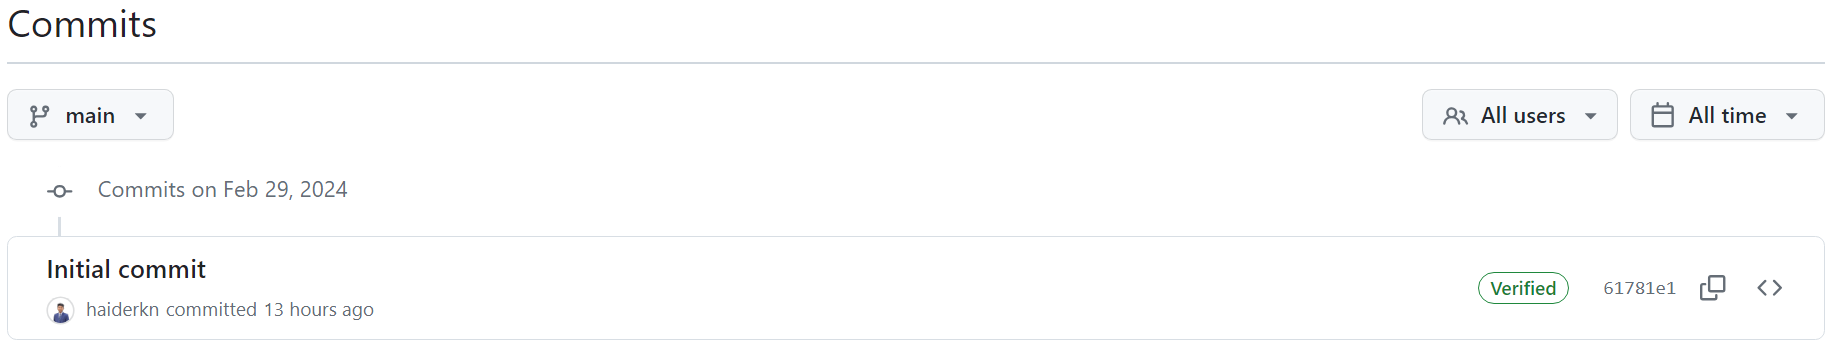 Commits
main
All users
All time
Commits on Feb 29, 2024
Initial commit
Verified
61781e1
haiderkn committed 13 hours ago